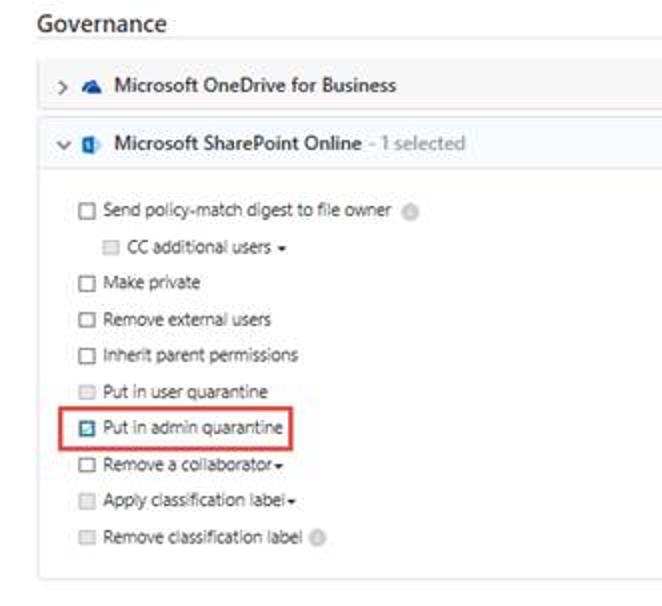 Governance
Microsoft OneDrive for Business
Microsoft SharePoint Online - 1 selected
Send policy-match digest to file owner
CC additional users
Make private
Remove external users
Inherit parent permissions
Put in user quarantine
Put in admin quarantine
Remove a collaborator
Apply classification label
Remove classification label